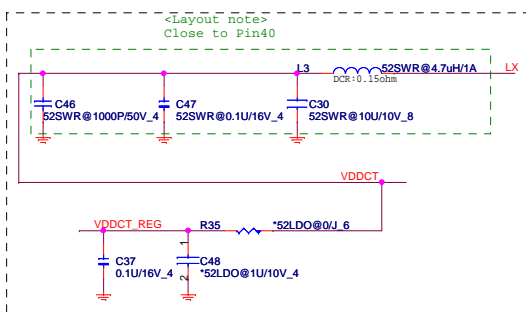 <Layout note>
Close to Pin40
L3
52SWR@4.7uH/1A
LX
DCR:0.15ohm
C46
52SWR@1000P/50V_4
C47
52SWR@0.1U/16V_4
C30
52SWR@10U/10V_8
VDDCT
VDDCT_REG
R35
*52LDO@0/J_6
1
C37
0.1U/16V_4
C48
*52LDO@1U/10V_4
2